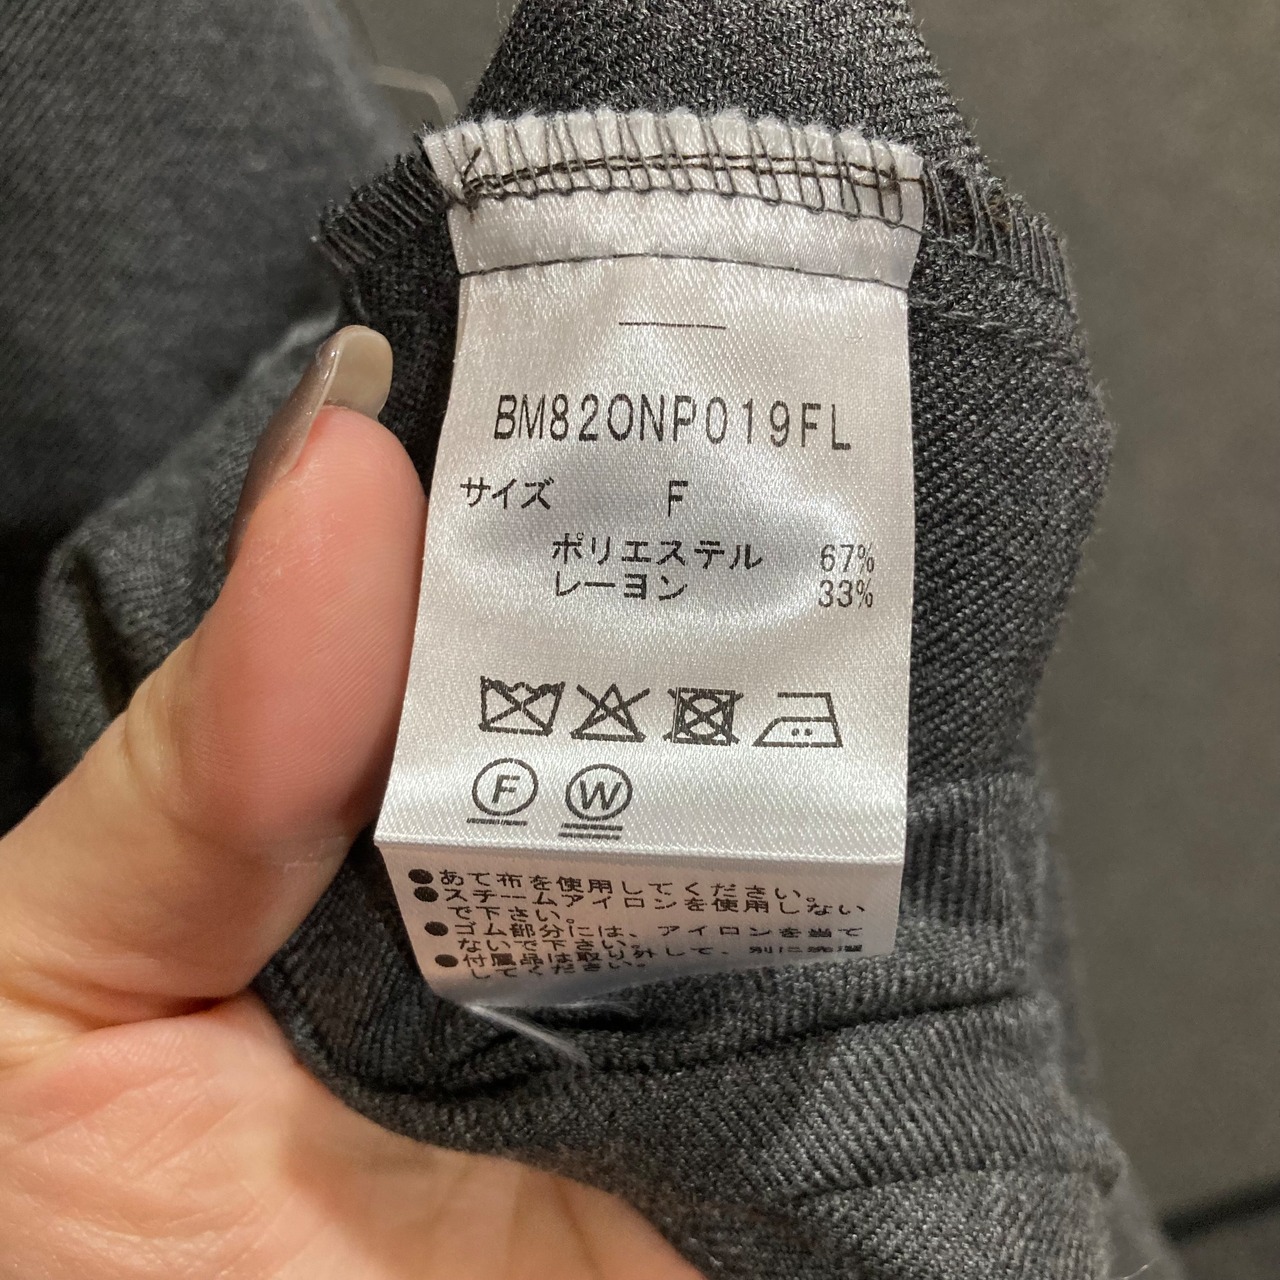 BM820NP019FL
サイズ F
ポリエステル 67%
レーヨン 33%
F W
●あて布を使用してください。
●スチームアイロンを使用しない
で下さい。
●ゴム部分には、アイロンを当て
ないで下さい。
●付属品は取り外して、別に洗濯
してください。